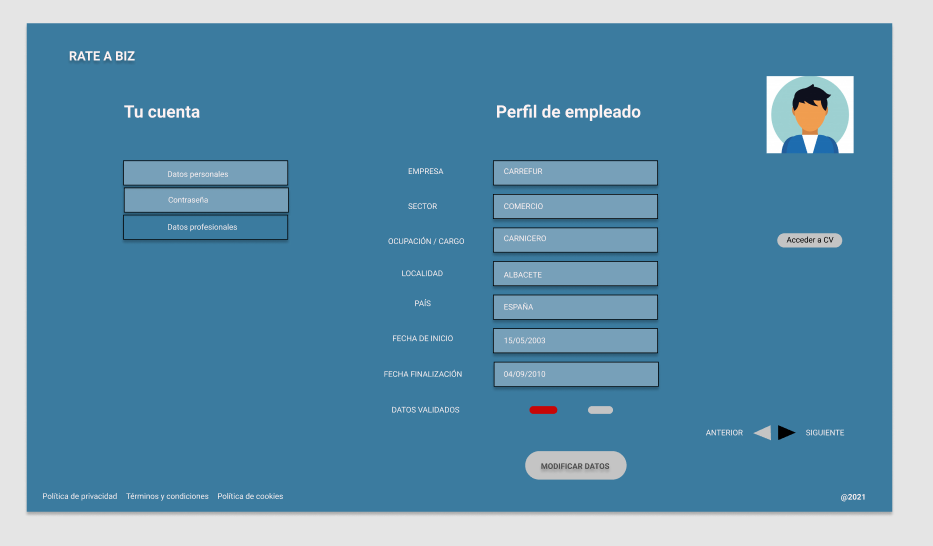 RATE A BIZ
Tu cuenta
Perfil de empleado
Datos personales
Contraseña
Datos profesionales
EMPRESA CARREFUR
SECTOR COMERCIO
OCUPACIÓN / CARGO CARNICERO
LOCALIDAD ALBACETE
PAÍS ESPAÑA
FECHA DE INICIO 15/05/2003
FECHA FINALIZACIÓN 04/09/2010
DATOS VALIDADOS
Acceder a CV
ANTERIOR SIGUIENTE
MODIFICAR DATOS
Política de privacidad Términos y condiciones Política de cookies
@2021